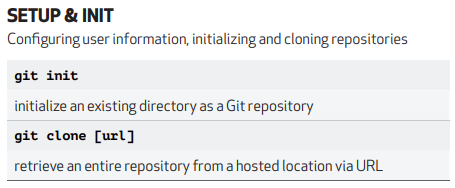 SETUP & INIT
Configuring user information, initializing and cloning repositories
git init
initialize an existing directory as a Git repository
git clone [url]
retrieve an entire repository from a hosted location via URL